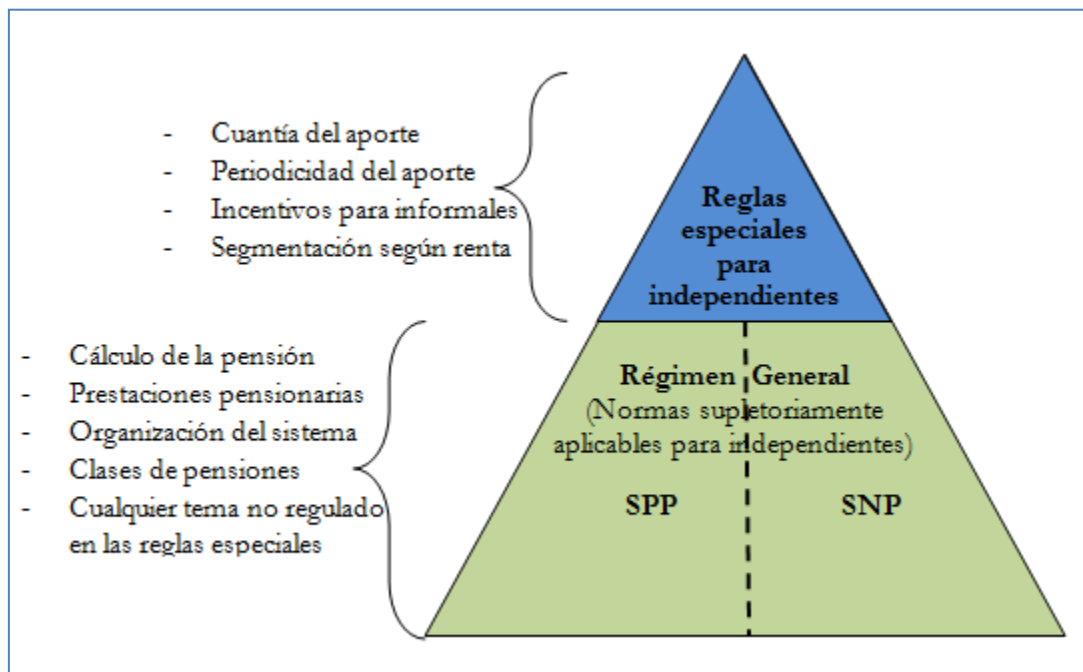 - Cuantía del aporte
- Periodicidad del aporte
- Incentivos para informales
- Segmentación según renta
Reglas
especiales
para
independientes
- Cálculo de la pensión
- Prestaciones pensionarias
- Organización del sistema
- Clases de pensiones
- Cualquier tema no regulado
en las reglas especiales
Régimen General
(Normas supletoriamente
aplicables para independientes)
SPP SNP